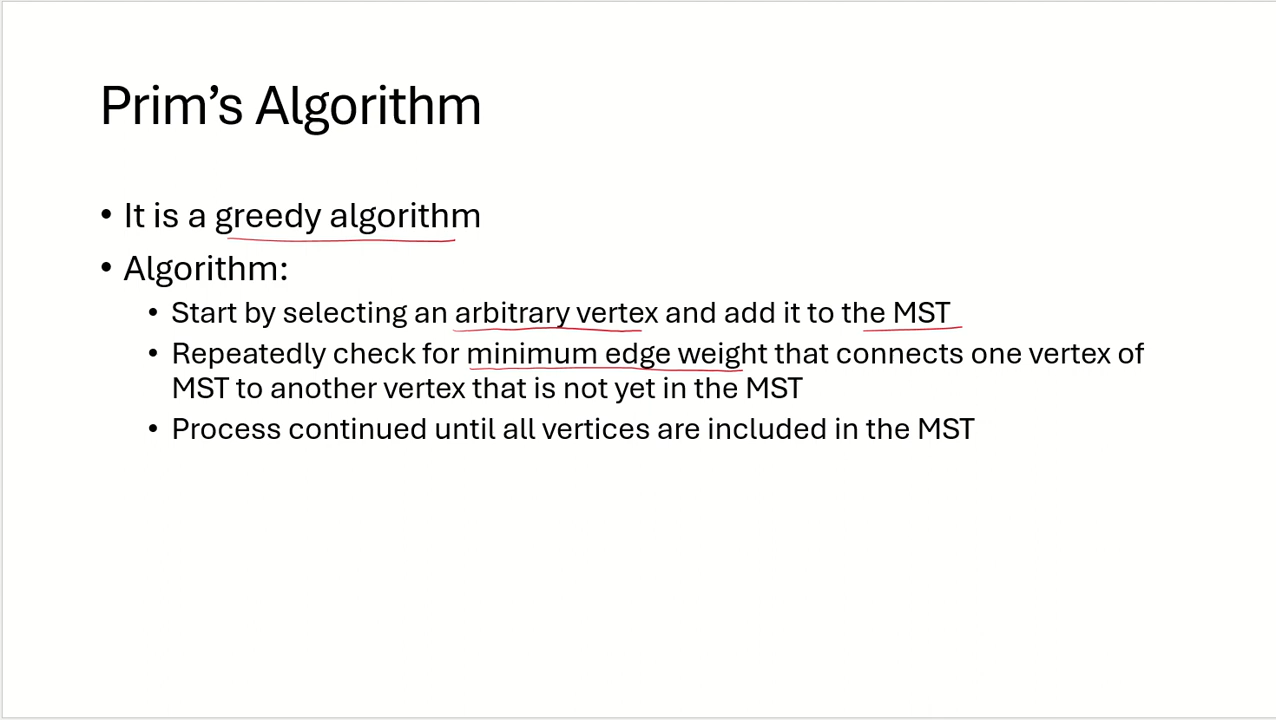 Prim’s Algorithm
• It is a greedy algorithm
• Algorithm:
• Start by selecting an arbitrary vertex and add it to the MST
• Repeatedly check for minimum edge weight that connects one vertex of
MST to another vertex that is not yet in the MST
• Process continued until all vertices are included in the MST